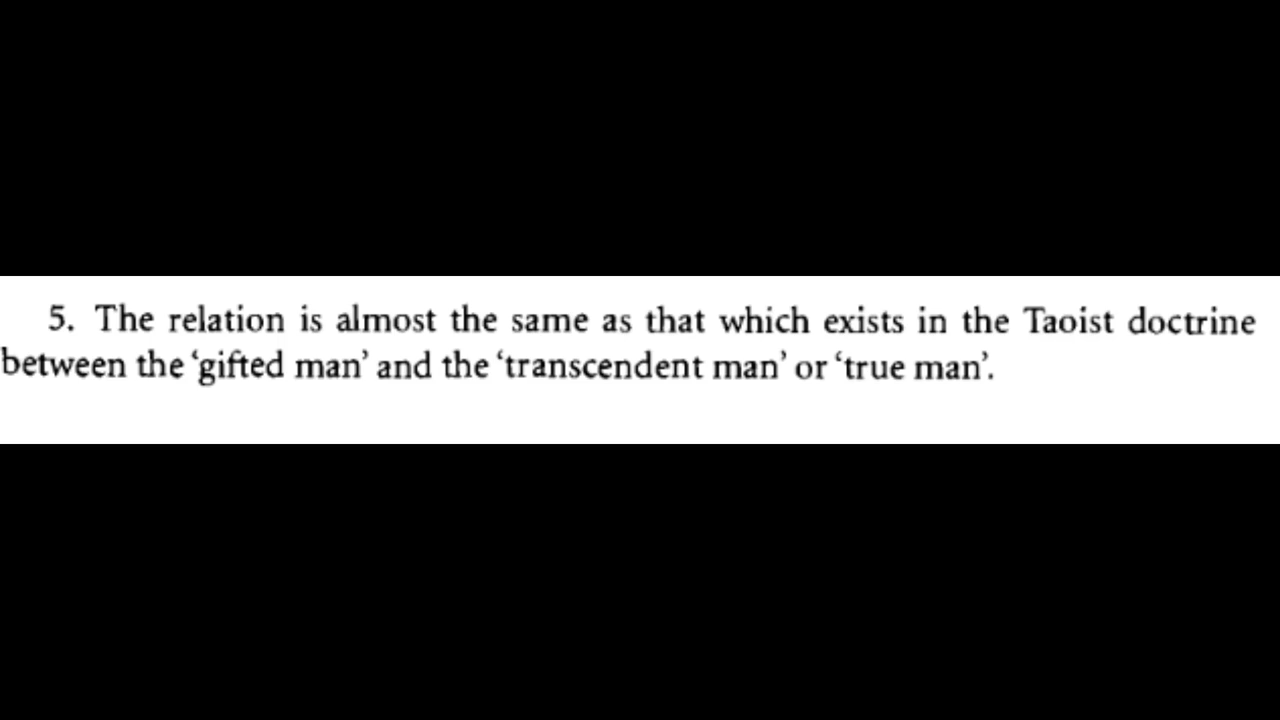 5. The relation is almost the same as that which exists in the Taoist doctrine
between the ‘gifted man’ and the ‘transcendent man’ or ‘true man’.